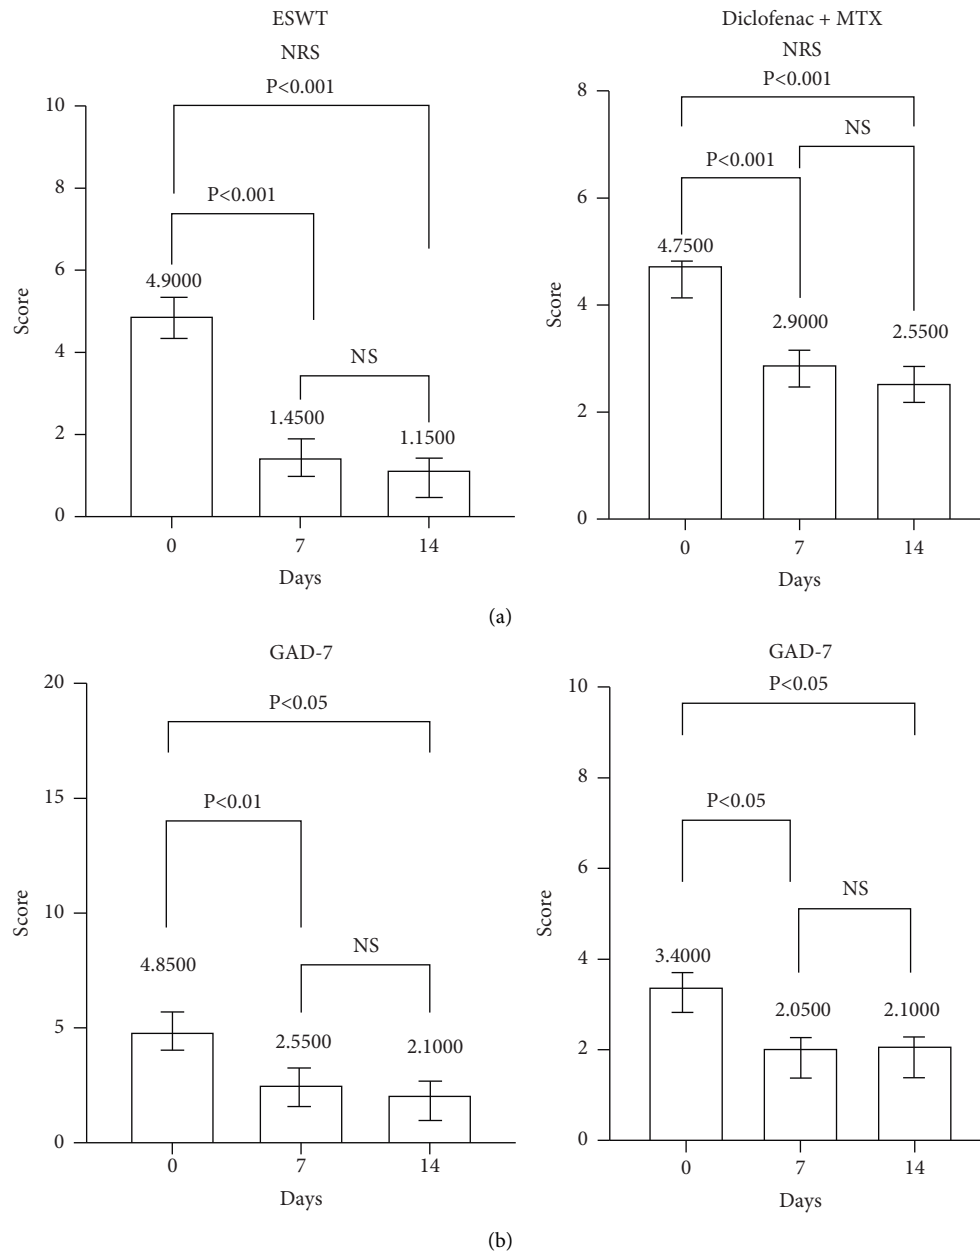 ESWT
NRS
P<0.001
P<0.001
NS
4.9000
1.4500
1.1500
10
8
6
4
2
0
Score
0 7 14
Days
Diclofenac + MTX
NRS
P<0.001
NS
P<0.001
4.7500
2.9000
2.5500
8
6
4
2
0
Score
0 7 14
Days
(a)
GAD-7
P<0.05
P<0.01
NS
4.8500
2.5500
2.1000
20
15
10
5
0
Score
0 7 14
Days
GAD-7
P<0.05
P<0.05
NS
3.4000
2.0500
2.1000
10
8
6
4
2
0
Score
0 7 14
Days
(b)